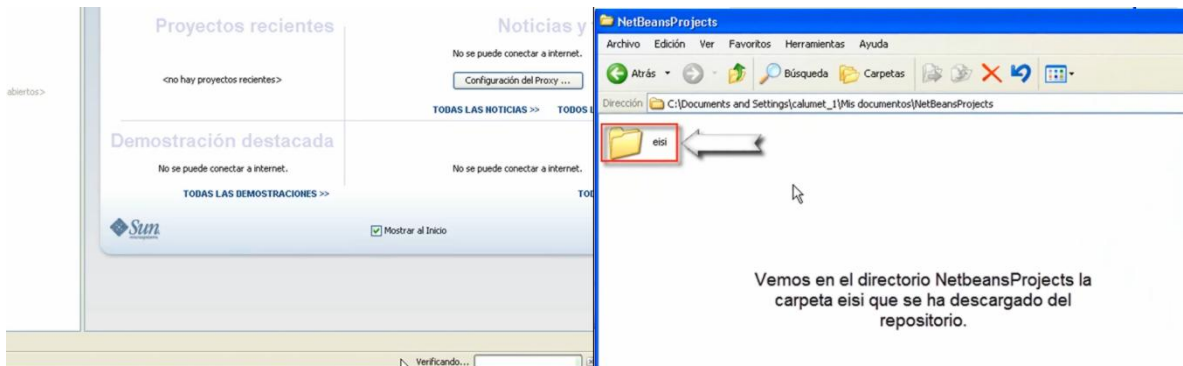 Proyectos recientes
Noticias y
No se puede conectar a internet.
<no hay proyectos recientes>
Configuración del Proxy ...
abiertos>
TODAS LAS NOTICIAS >>
TODOS L
Demostración destacada
No se puede conectar a internet.
No se puede conectar a internet.
TODAS LAS DEMOSTRACIONES >>
TOD
Sun
microsystems
Mostrar al Inicio
Verificando...
NetBeansProjects
Archivo Edición Ver Favoritos Herramientas Ayuda
Atrás Búsqueda Carpetas
Dirección C:\Documents and Settings\calumet_1\Mis documentos\NetBeansProjects
eisi
Vemos en el directorio NetbeansProjects la
carpeta eisi que se ha descargado del
repositorio.